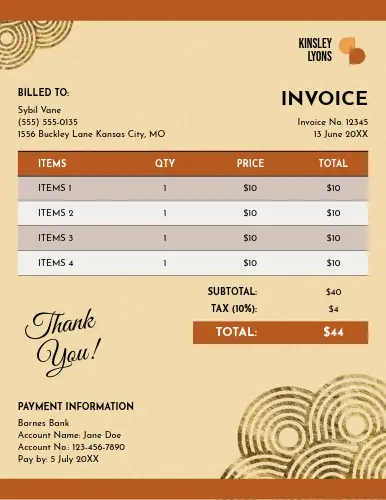 KINSLEY
LYONS
BILLED TO:
Sybil Vane
(555) 555-0135
1556 Buckley Lane Kansas City, MO
INVOICE
Invoice No. 12345
13 June 20XX
ITEMS QTY PRICE TOTAL
ITEMS 1 1 $10 $10
ITEMS 2 1 $10 $10
ITEMS 3 1 $10 $10
ITEMS 4 1 $10 $10
SUBTOTAL: $40
TAX (10%): $4
TOTAL: $44
Thank
You!
PAYMENT INFORMATION
Barnes Bank
Account Name: Jane Doe
Account No.: 123-456-7890
Pay by: 5 July 20XX